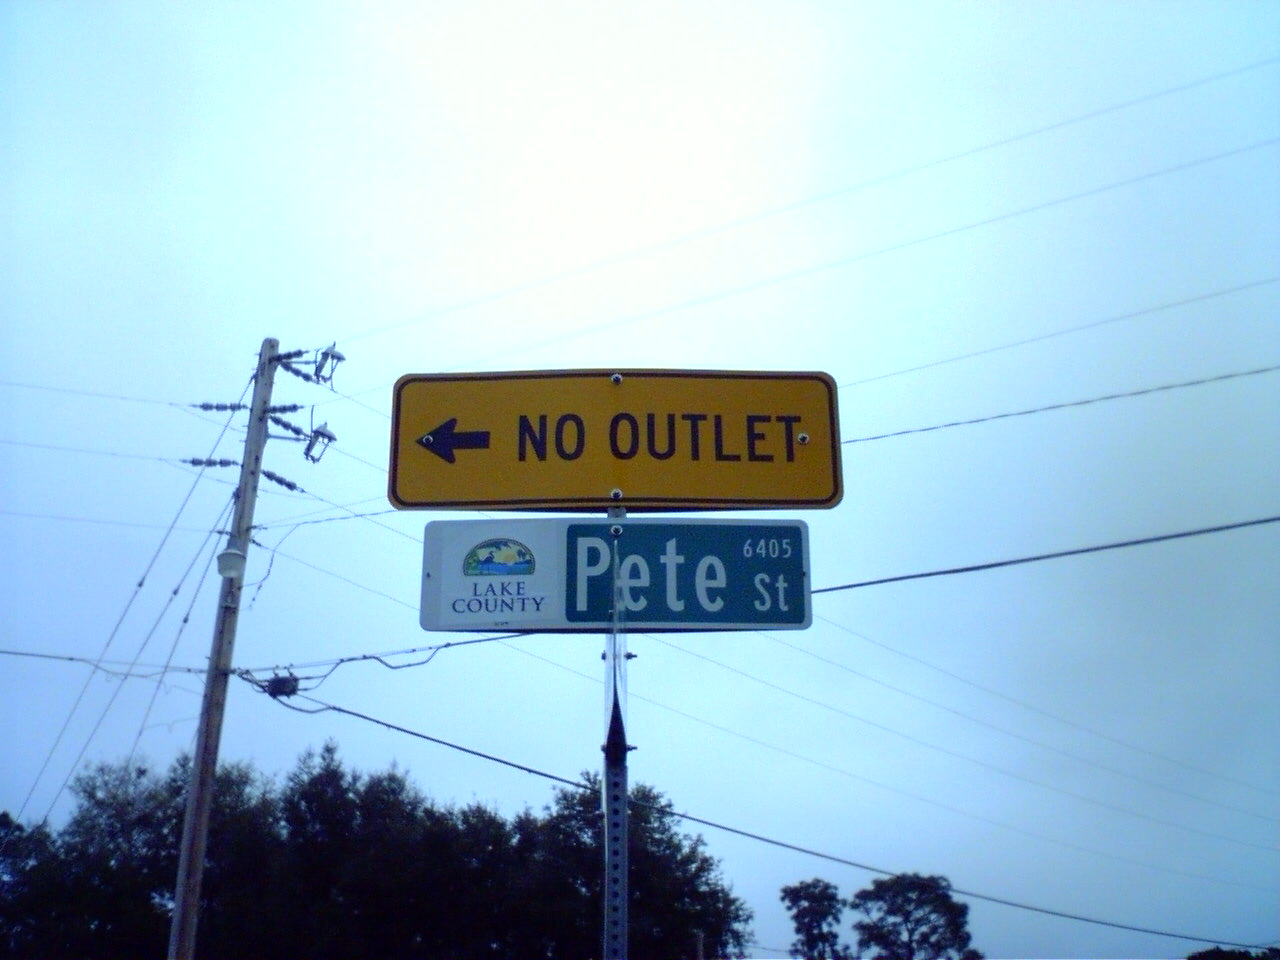 NO OUTLET
LAKE
COUNTY
Pete St 6405